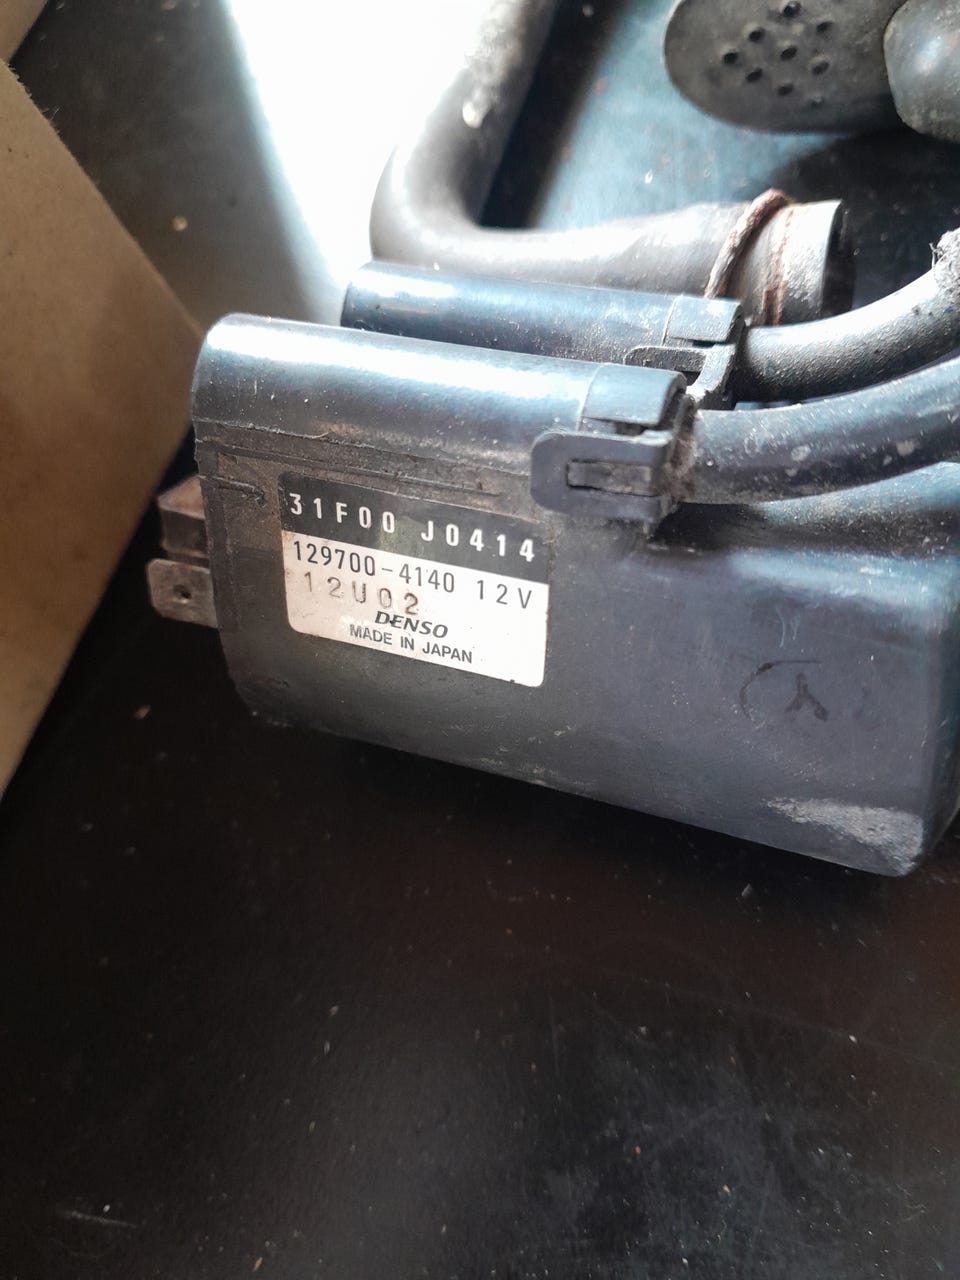 31F00 J0414
129700-4140 12V
12U02
DENSO
MADE IN JAPAN